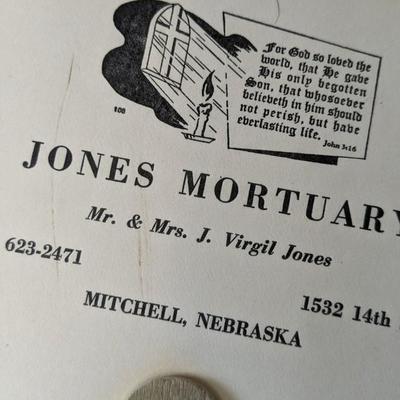 For God so loved the
world, that He gave
His only begotten
Son, that whosoever
believeth in him should
not perish, but have
everlasting life.
John 3:16
108
JONES MORTUARY
Mr. & Mrs. J. Virgil Jones
623-2471
1532 14th
MITCHELL, NEBRASKA